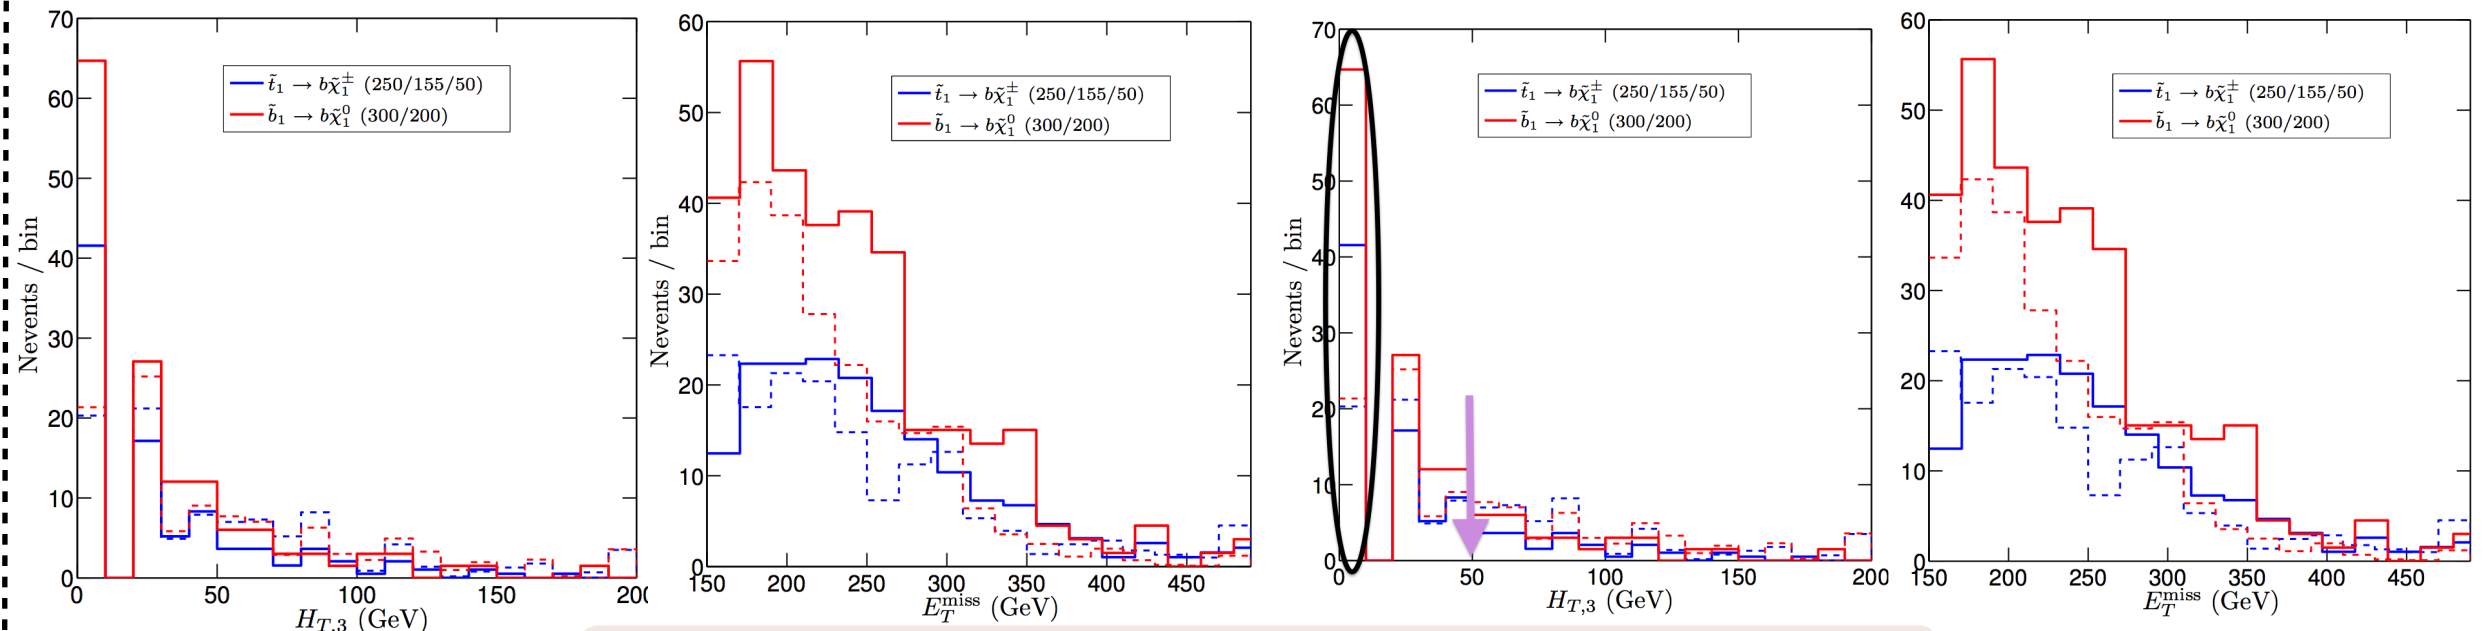 70
60
50
40
30
20
10
0
Nevents / bin
t̃₁ → bχ̃₁± (250/155/50)
b̃₁ → bχ̃₁⁰ (300/200)
0 50 100 150 200
H_{T,3} (GeV)
60
50
40
30
20
10
0
Nevents / bin
t̃₁ → bχ̃₁± (250/155/50)
b̃₁ → bχ̃₁⁰ (300/200)
150 200 250 300 350 400 450
E_T^{miss} (GeV)
70
60
50
40
30
20
10
0
Nevents / bin
t̃₁ → bχ̃₁± (250/155/50)
b̃₁ → bχ̃₁⁰ (300/200)
0 50 100 150 200
H_{T,3} (GeV)
60
50
40
30
20
10
0
t̃₁ → bχ̃₁± (250/155/50)
b̃₁ → bχ̃₁⁰ (300/200)
150 200 250 300 350 400 450
E_T^{miss} (GeV)